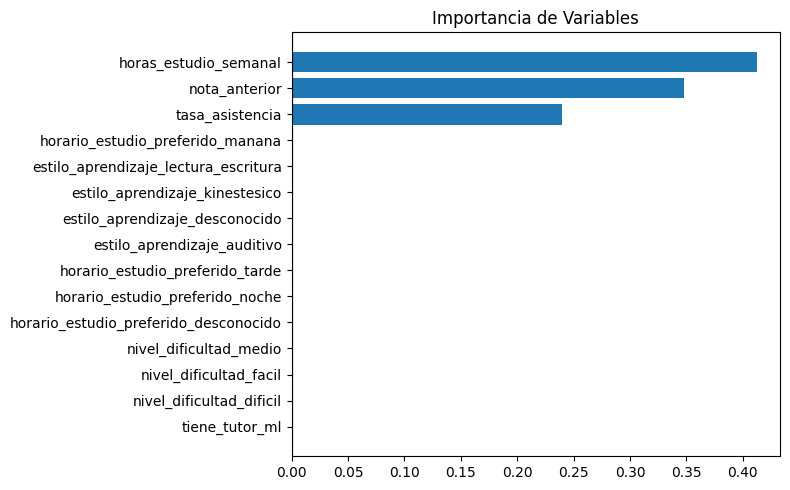 Importancia de Variables
horas_estudio_semanal
nota_anterior
tasa_asistencia
horario_estudio_preferido_manana
estilo_aprendizaje_lectura_escritura
estilo_aprendizaje_kinestesico
estilo_aprendizaje_desconocido
estilo_aprendizaje_auditivo
horario_estudio_preferido_tarde
horario_estudio_preferido_noche
horario_estudio_preferido_desconocido
nivel_dificultad_medio
nivel_dificultad_facil
nivel_dificultad_dificil
tiene_tutor_ml
0.00 0.05 0.10 0.15 0.20 0.25 0.30 0.35 0.40